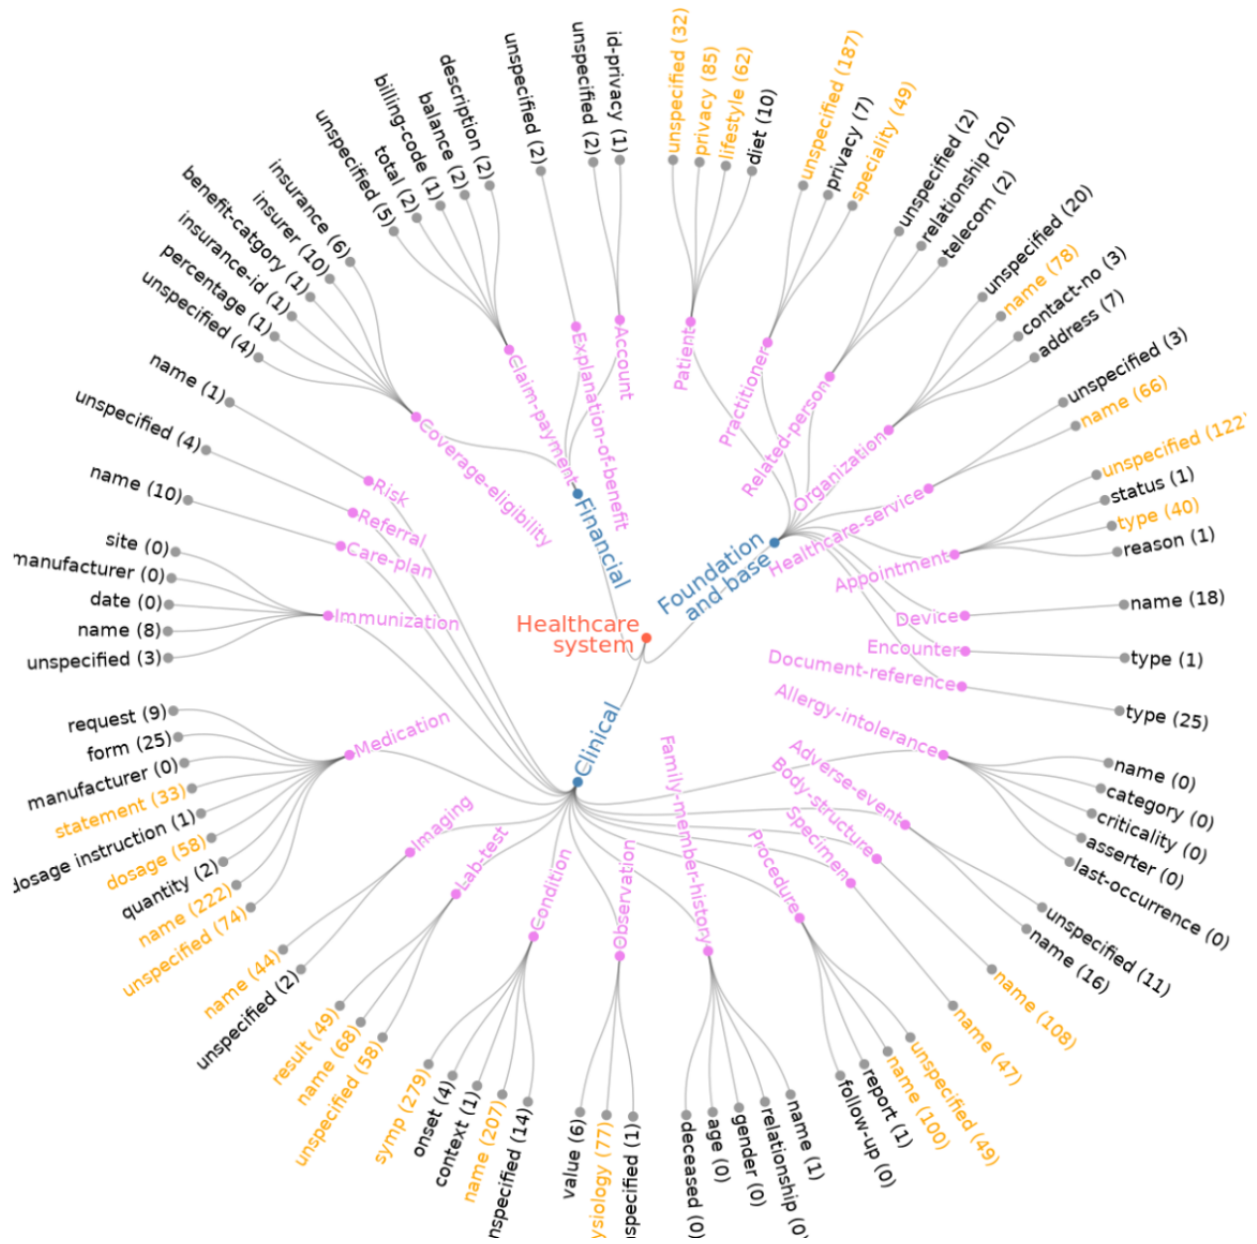 Healthcare
system
Financial
Account
id-privacy (1)
unspecified (2)
Explanation-of-benefit
unspecified (2)
Claim-payment
description (2)
balance (2)
billing-code (1)
total (2)
unspecified (5)
Coverage-eligibility
insurance (6)
insurer (10)
benefit-catgory (1)
insurance-id (1)
percentage (1)
unspecified (4)
Foundation
and-base
Patient
unspecified (32)
privacy (85)
lifestyle (62)
diet (10)
Practitioner
unspecified (187)
privacy (7)
speciality (49)
Related-person
unspecified (2)
relationship (20)
telecom (2)
Organization
unspecified (20)
name (78)
contact-no (3)
address (7)
Healthcare-service
unspecified (3)
name (66)
Appointment
unspecified (122
status (1)
type (40)
reason (1)
Device
name (18)
Encounter
type (1)
Document-reference
type (25)
Clinical
Allergy-intolerance
name (0)
category (0)
criticality (0)
asserter (0)
last-occurrence (0)
Adverse-event
unspecified (11)
name (16)
Body-structure
name (108)
Specimen
name (47)
Procedure
unspecified (49)
name (100)
report (1)
follow-up (0)
Family-member-history
name (1)
relationship (0)
gender (0)
age (0)
deceased (0)
Observation
specified (1)
ysiology (77)
value (6)
Condition
nspecified (14)
name (207)
context (1)
onset (4)
symp (279)
Lab-test
unspecified (58)
name (68)
result (49)
Imaging
unspecified (2)
name (44)
Medication
unspecified (74)
name (222)
quantity (2)
dosage (58)
dosage instruction (1)
statement (33)
manufacturer (0)
form (25)
request (9)
Immunization
unspecified (3)
name (8)
date (0)
manufacturer (0)
site (0)
Care-plan
name (10)
Referral
unspecified (4)
Risk
name (1)